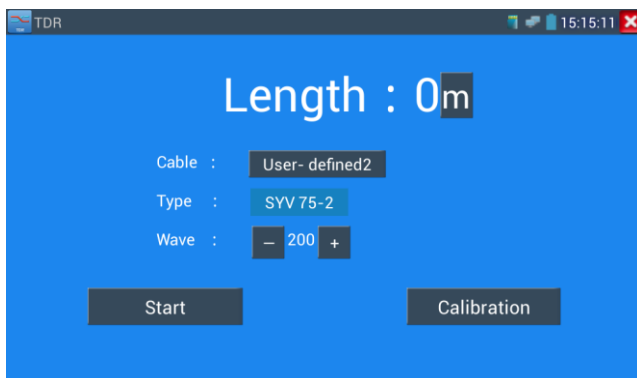 TDR 15:15:11
Length : 0m
Cable : User- defined2
Type : SYV 75-2
Wave : – 200 +
Start Calibration